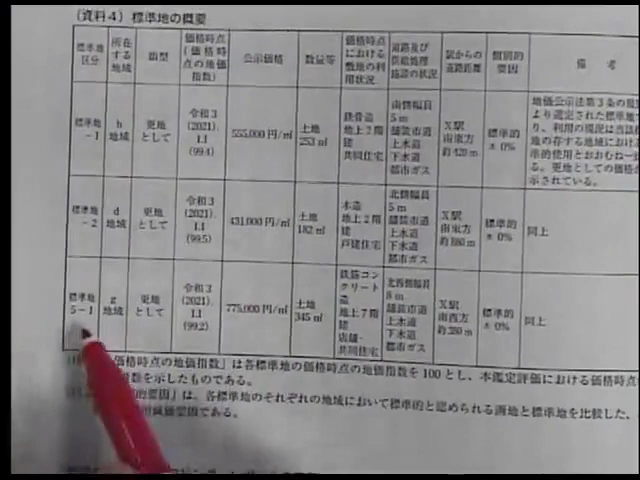 (資料4) 標準地の概要
標準地区分 所在する地域 類型 価格時点(価格時点の地価指数) 公示価格 数量等 価格時点における敷地の利用状況 道路及び供給処理施設の状況 駅からの道路距離 個別的要因 備考
標準地-1 h地域 更地として 令和3(2021).1.1(99.4) 555,000円/㎡ 土地253㎡ 鉄骨造地上2階建共同住宅 南側幅員5m舗装市道上水道下水道都市ガス X駅南東方約420m 標準的±0%
地価公示法第3条の規
より選定された標準地
り、利用の現況は当該
地の存する地域におけ
準的使用とおおむね一
る。更地としての価格が
示されている。
標準地-2 d地域 更地として 令和3(2021).1.1(99.5) 431,000円/㎡ 土地182㎡ 木造地上2階建戸建住宅 北側幅員5m舗装市道上水道下水道都市ガス X駅南東方約880m 標準的±0% 同上
標準地5-1 g地域 更地として 令和3(2021).1.1(99.2) 775,000円/㎡ 土地345㎡ 鉄筋コンクリート造地上7階建店舗・共同住宅 北西側幅員8m舗装市道上水道下水道都市ガス X駅南西方約380m 標準的±0% 同上
価格時点の地価指数」は各標準地の価格時点の地価指数を100とし、本鑑定評価における価格時点
指数を示したものである。
的要因」は、各標準地のそれぞれの地域において標準的と認められる画地と標準地を比較した、
増減価要因である。